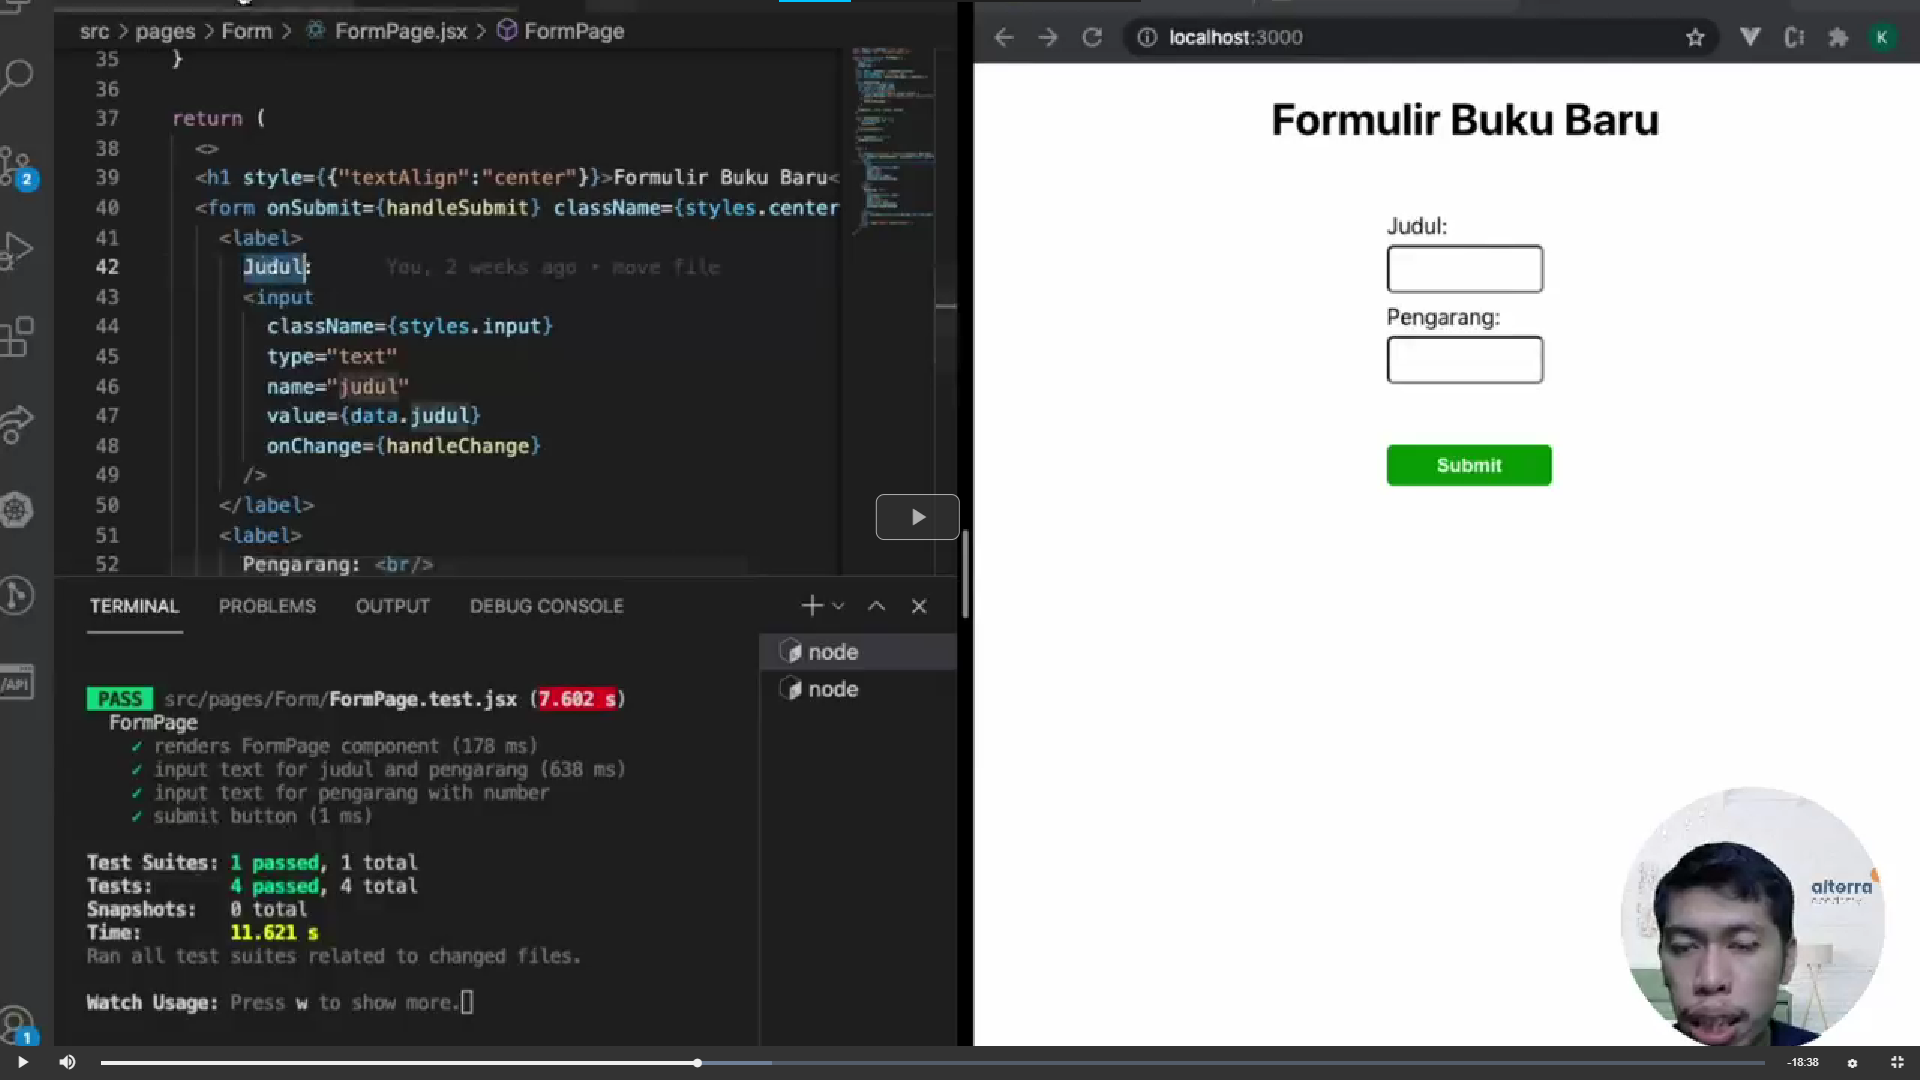 src > pages > Form > FormPage.jsx > FormPage
35 }
36
37 return (
38 <>
39 <h1 style={{"textAlign":"center"}}>Formulir Buku Baru<
40 <form onSubmit={handleSubmit} className={styles.center
41 <label>
42 Judul: You, 2 weeks ago • move file
43 <input
44 className={styles.input}
45 type="text"
46 name="judul"
47 value={data.judul}
48 onChange={handleChange}
49 />
50 </label>
51 <label>
52 Pengarang: <br/>
2
/API
1
TERMINAL PROBLEMS OUTPUT DEBUG CONSOLE
node
node
PASS src/pages/Form/FormPage.test.jsx (7.602 s)
FormPage
✓ renders FormPage component (178 ms)
✓ input text for judul and pengarang (638 ms)
✓ input text for pengarang with number
✓ submit button (1 ms)
Test Suites: 1 passed, 1 total
Tests: 4 passed, 4 total
Snapshots: 0 total
Time: 11.621 s
Ran all test suites related to changed files.
Watch Usage: Press w to show more.
localhost:3000
K
Formulir Buku Baru
Judul:
Pengarang:
Submit
alterra
academy
-18:38